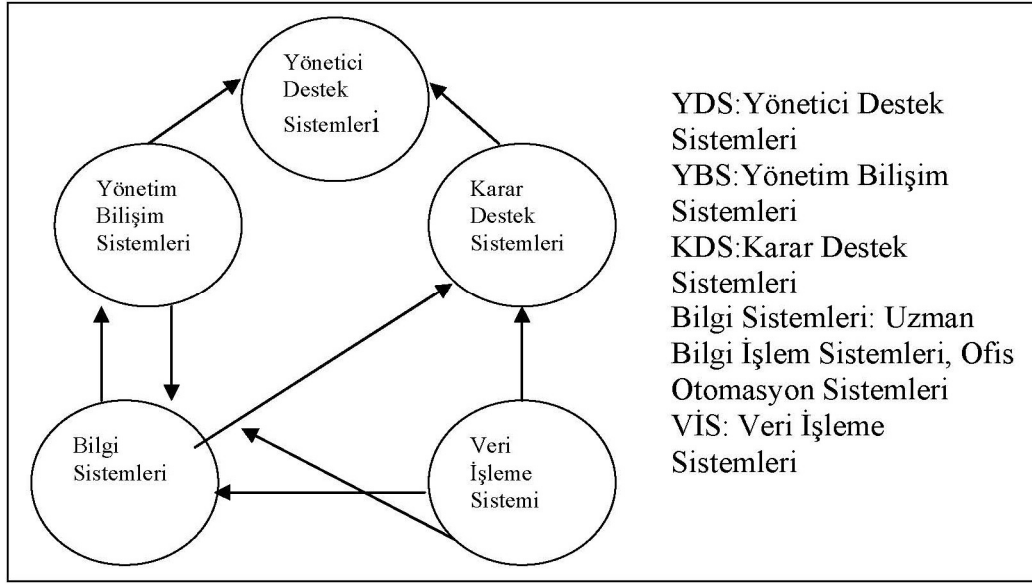 Yönetici
Destek
Sistemleri
Yönetim
Bilişim
Sistemleri
Karar
Destek
Sistemleri
Bilgi
Sistemleri
Veri
İşleme
Sistemi
YDS:Yönetici Destek
Sistemleri
YBS:Yönetim Bilişim
Sistemleri
KDS:Karar Destek
Sistemleri
Bilgi Sistemleri: Uzman
Bilgi İşlem Sistemleri, Ofis
Otomasyon Sistemleri
VİS: Veri İşleme
Sistemleri